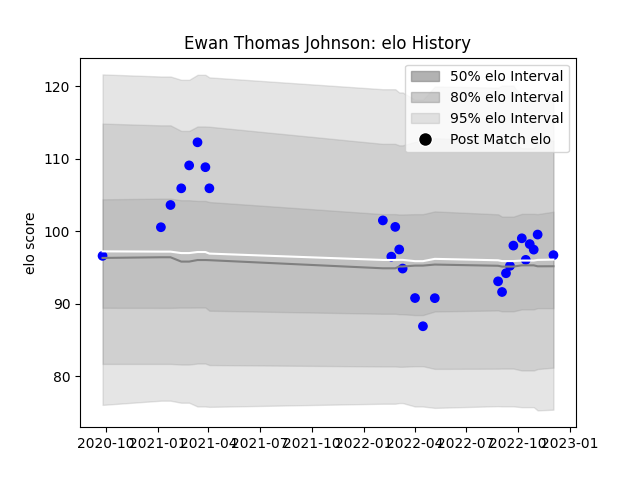 Ewan Thomas Johnson: elo History
50% elo Interval
80% elo Interval
95% elo Interval
Post Match elo
elo score
120
110
100
90
80
2020-10 2021-01 2021-04 2021-07 2021-10 2022-01 2022-04 2022-07 2022-10 2023-01